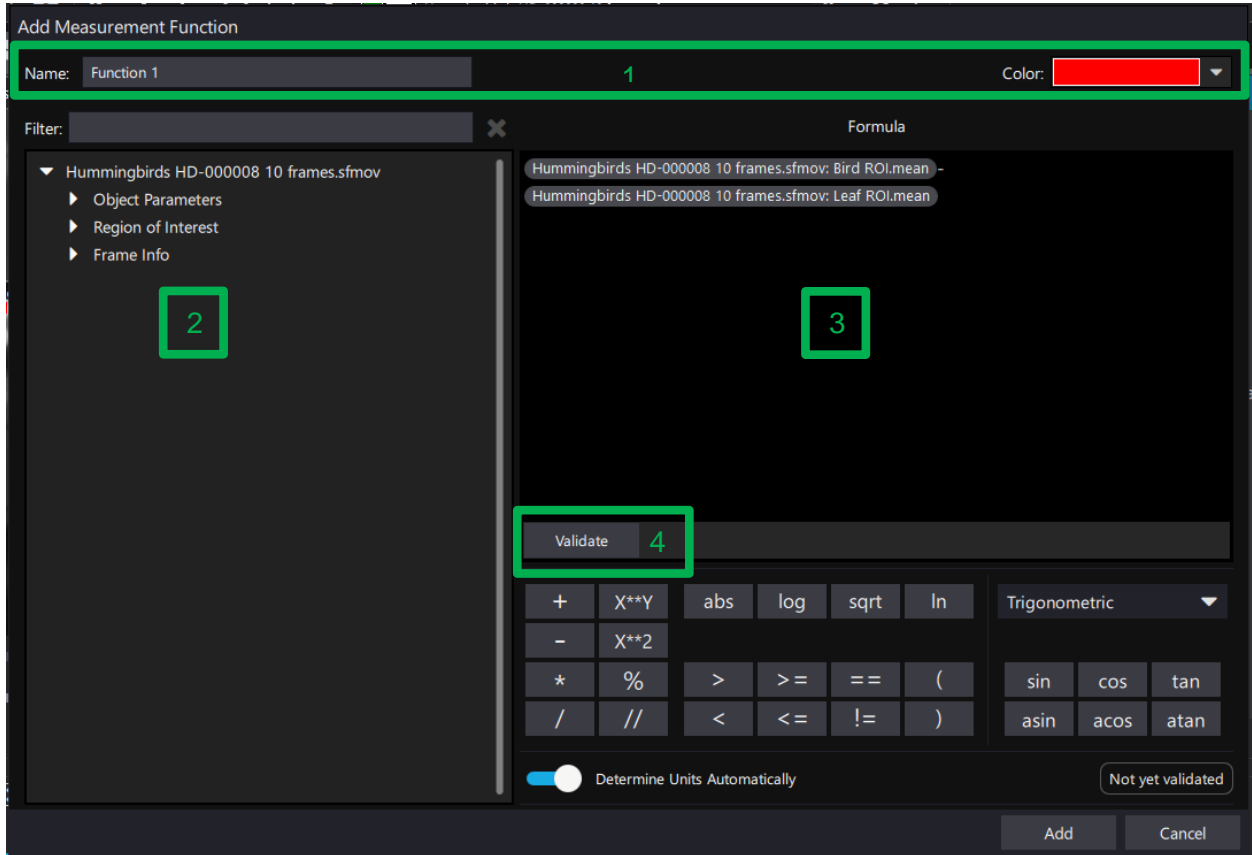 Add Measurement Function
Name: Function 1 1 Color:
Filter: Formula
Hummingbirds HD-000008 10 frames.sfmov
Object Parameters
Region of Interest
Frame Info
2
Hummingbirds HD-000008 10 frames.sfmov: Bird ROI.mean -
Hummingbirds HD-000008 10 frames.sfmov: Leaf ROI.mean
3
Validate 4
+ X**Y abs log sqrt ln Trigonometric
- X**2
* % > >= == ( sin cos tan
/ // < <= != ) asin acos atan
Determine Units Automatically Not yet validated
Add Cancel